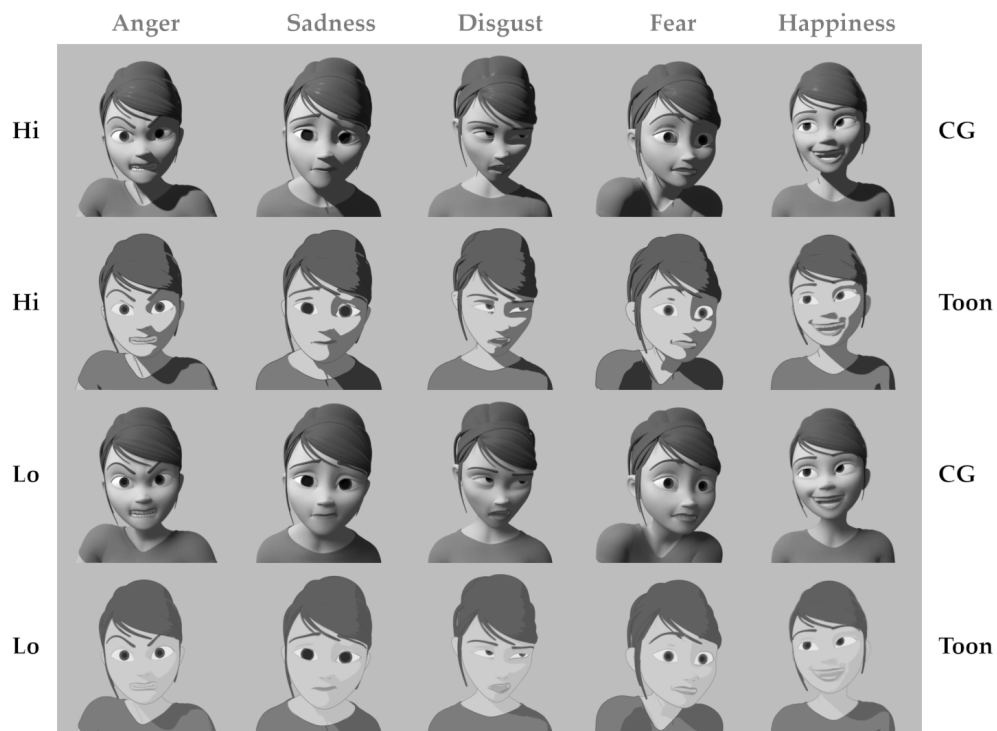 Anger Sadness Disgust Fear Happiness
Hi CG
Hi Toon
Lo CG
Lo Toon